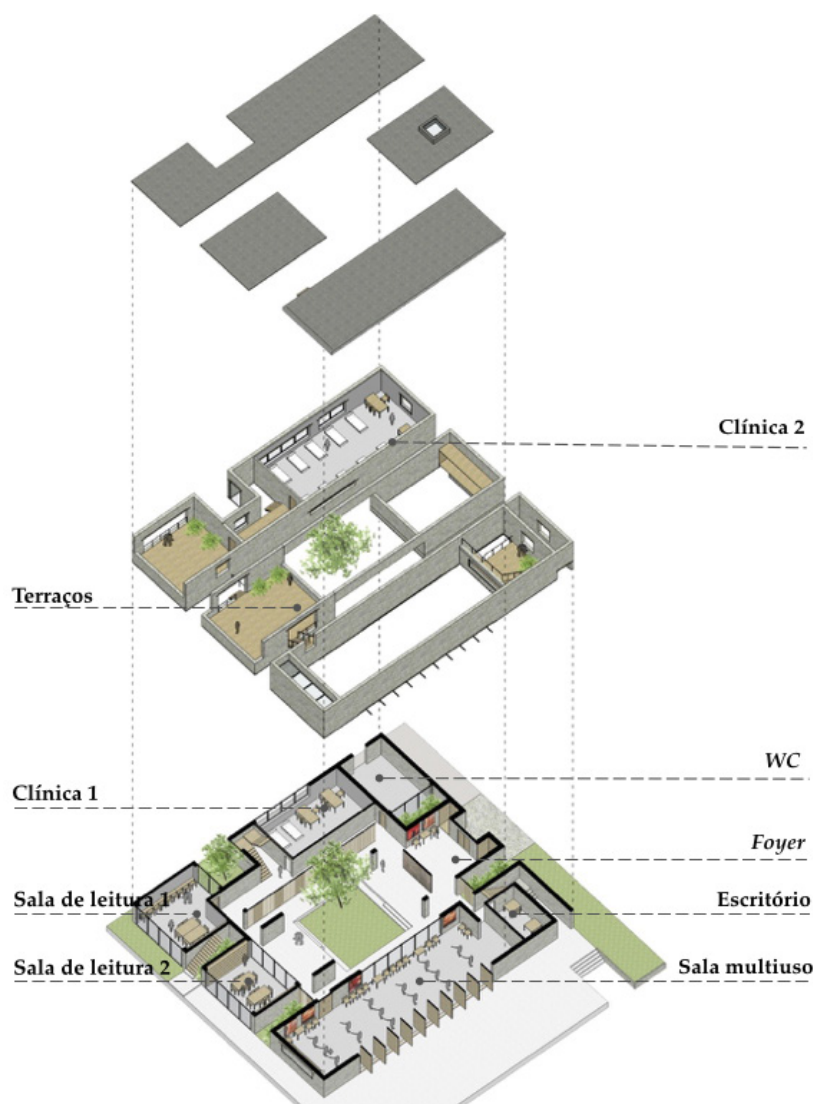 Clínica 2
Terraços
WC
Clínica 1
Foyer
Sala de leitura 1
Escritório
Sala de leitura 2
Sala multiuso